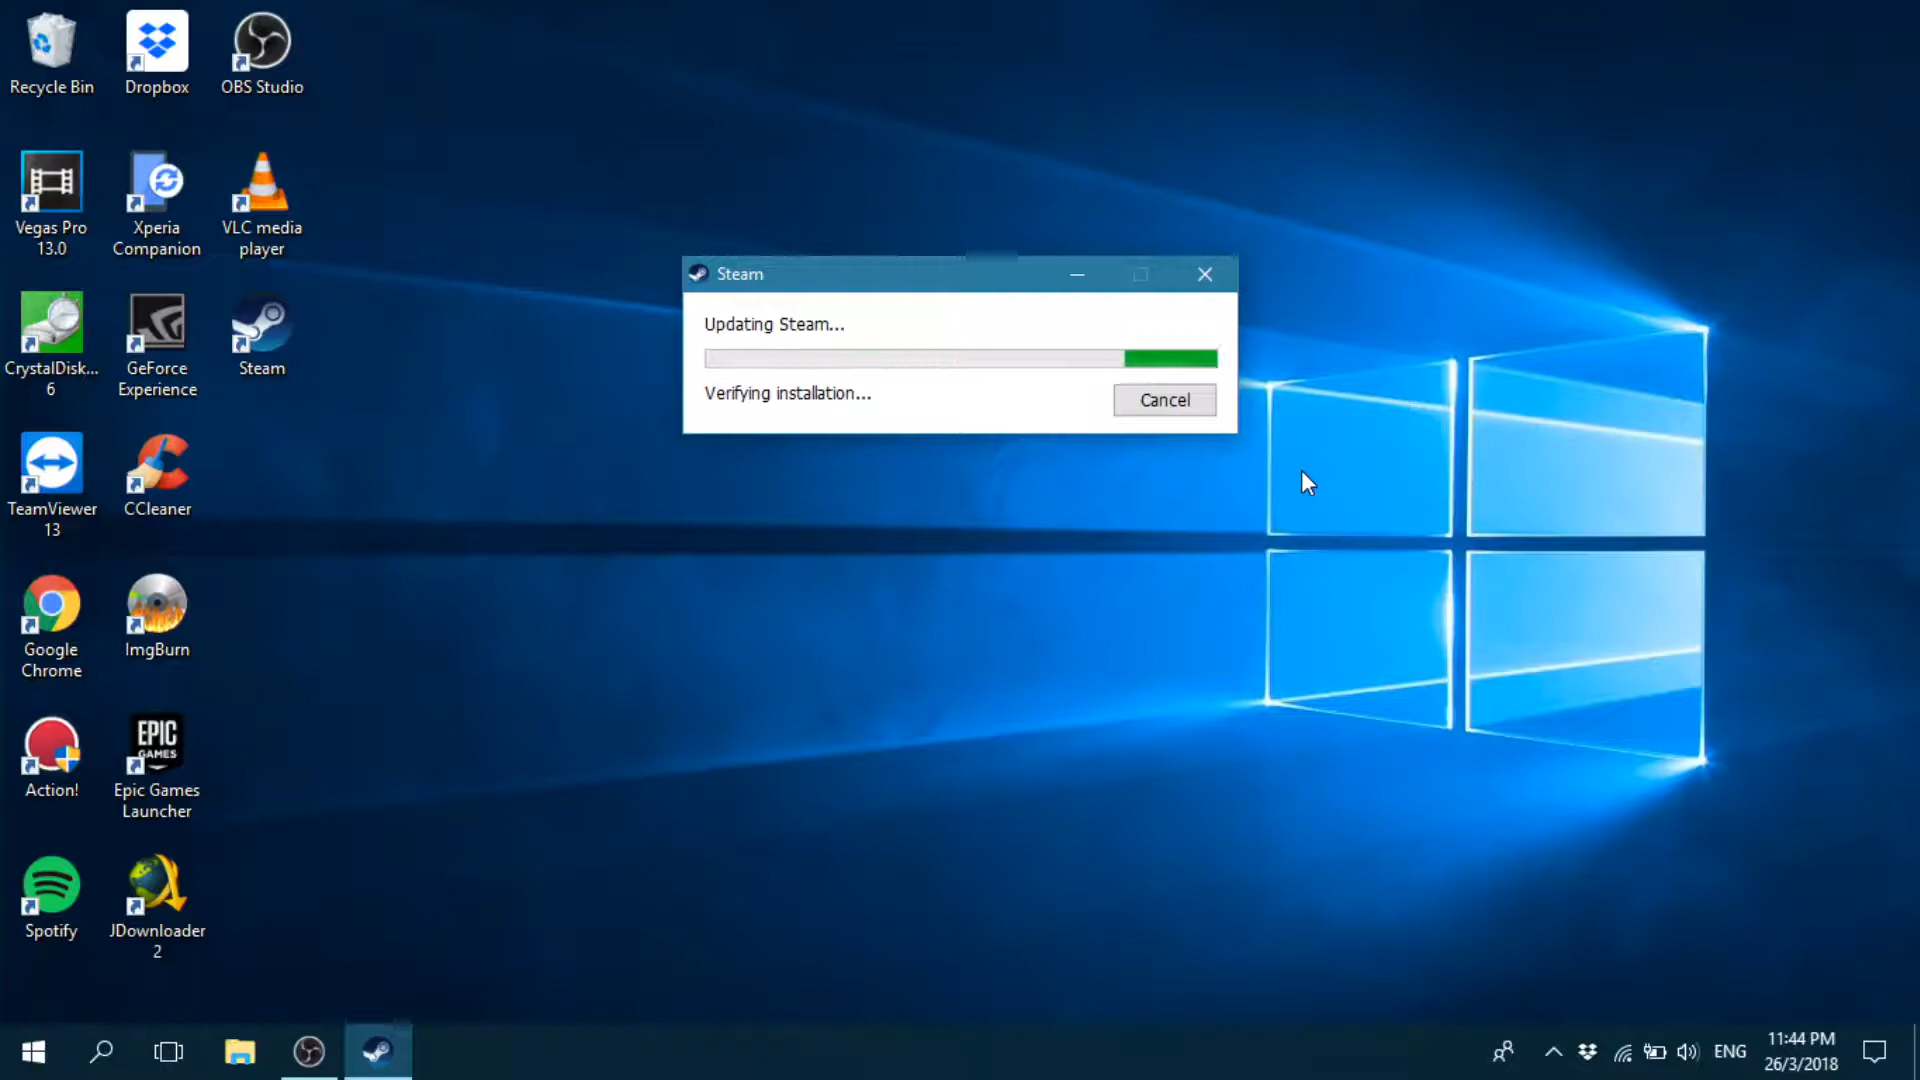 Recycle Bin
Dropbox
OBS Studio
Vegas Pro
13.0
Xperia
Companion
VLC media
player
CrystalDisk...
6
GeForce
Experience
Steam
TeamViewer
13
CCleaner
Google
Chrome
ImgBurn
Action!
EPIC
GAMES
Epic Games
Launcher
Spotify
JDownloader
2
Steam
Updating Steam...
Verifying installation...
Cancel
ENG
11:44 PM
26/3/2018